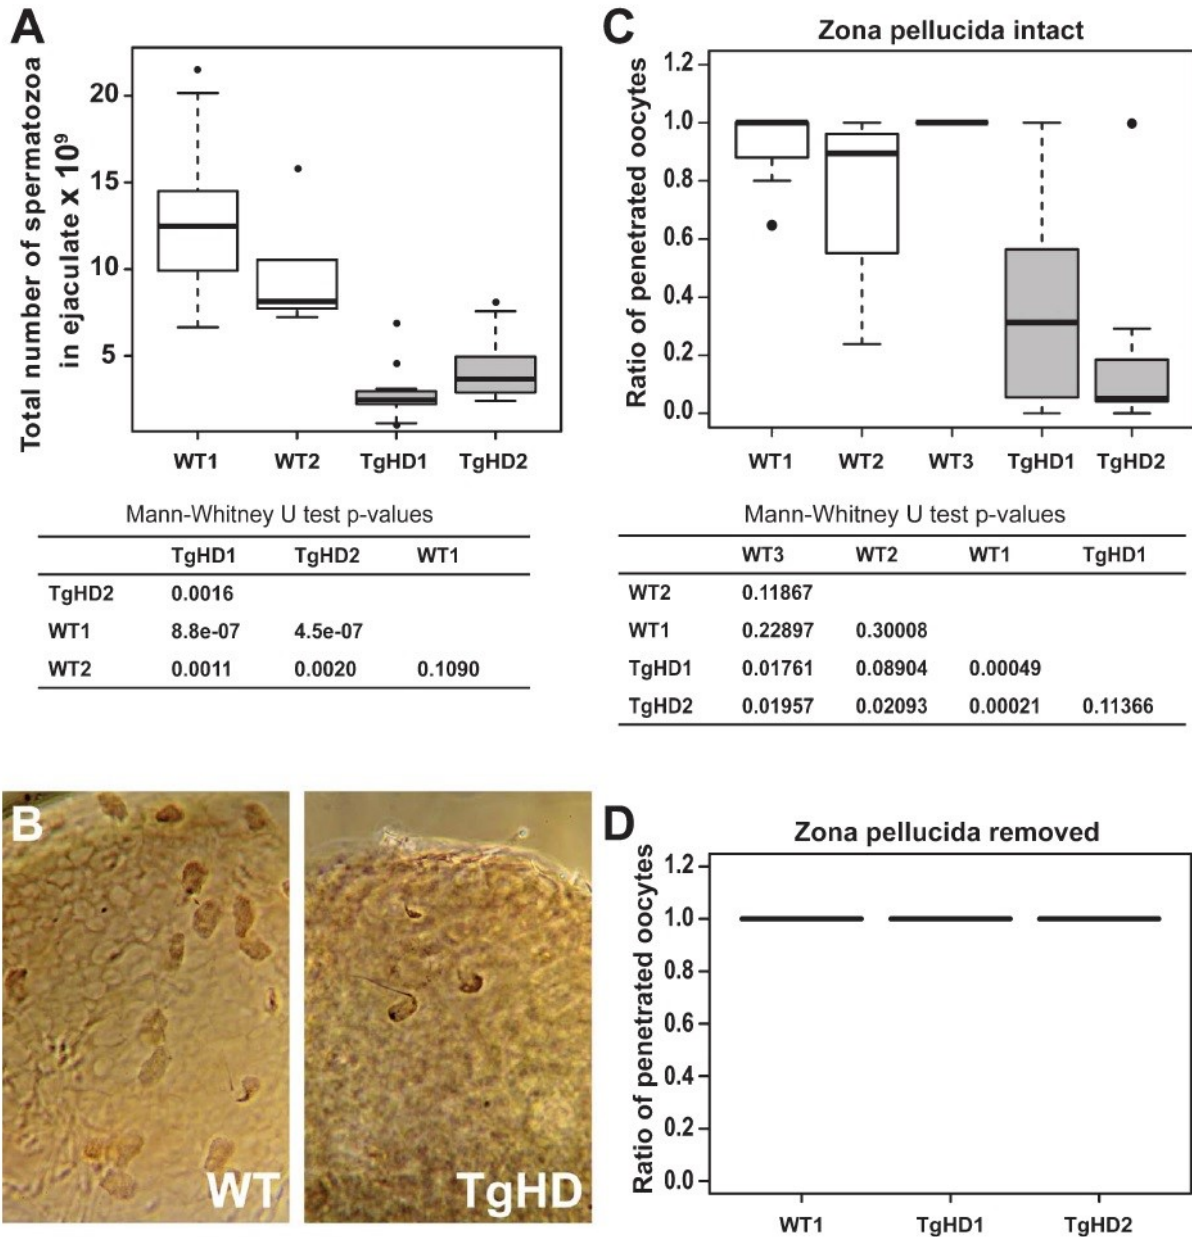 A
Total number of spermatozoa
in ejaculate x 10⁹
20
15
10
5
WT1 WT2 TgHD1 TgHD2
Mann-Whitney U test p-values
TgHD1 TgHD2 WT1
TgHD2 0.0016
WT1 8.8e-07 4.5e-07
WT2 0.0011 0.0020 0.1090
C
Zona pellucida intact
Ratio of penetrated oocytes
1.2
1.0
0.8
0.6
0.4
0.2
0.0
WT1 WT2 WT3 TgHD1 TgHD2
Mann-Whitney U test p-values
WT3 WT2 WT1 TgHD1
WT2 0.11867
WT1 0.22897 0.30008
TgHD1 0.01761 0.08904 0.00049
TgHD2 0.01957 0.02093 0.00021 0.11366
B
WT
TgHD
D
Zona pellucida removed
Ratio of penetrated oocytes
1.2
1.0
0.8
0.6
0.4
0.2
0.0
WT1 TgHD1 TgHD2